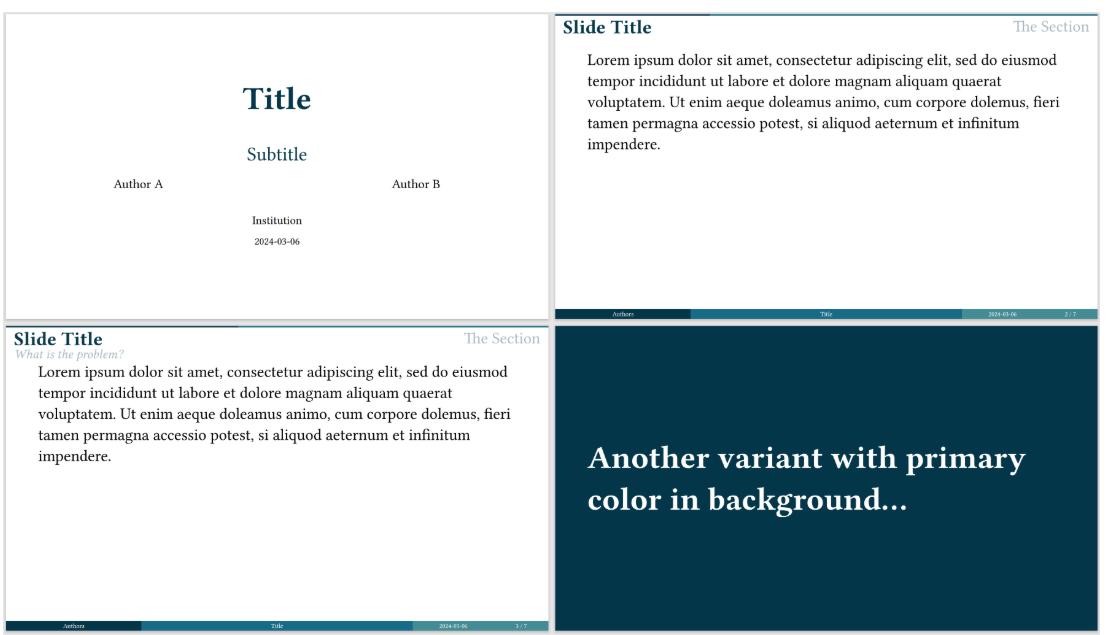 Title
Subtitle
Author A Author B
Institution
2024-03-06
Slide Title The Section
Lorem ipsum dolor sit amet, consectetur adipiscing elit, sed do eiusmod
tempor incididunt ut labore et dolore magnam aliquam quaerat
voluptatem. Ut enim aeque doleamus animo, cum corpore dolemus, fieri
tamen permagna accessio potest, si aliquod aeternum et infinitum
impendere.
Authors Title 2024-03-06 2 / 7
Slide Title The Section
What is the problem?
Lorem ipsum dolor sit amet, consectetur adipiscing elit, sed do eiusmod
tempor incididunt ut labore et dolore magnam aliquam quaerat
voluptatem. Ut enim aeque doleamus animo, cum corpore dolemus, fieri
tamen permagna accessio potest, si aliquod aeternum et infinitum
impendere.
Authors Title 2024-03-06 3 / 7
Another variant with primary
color in background...